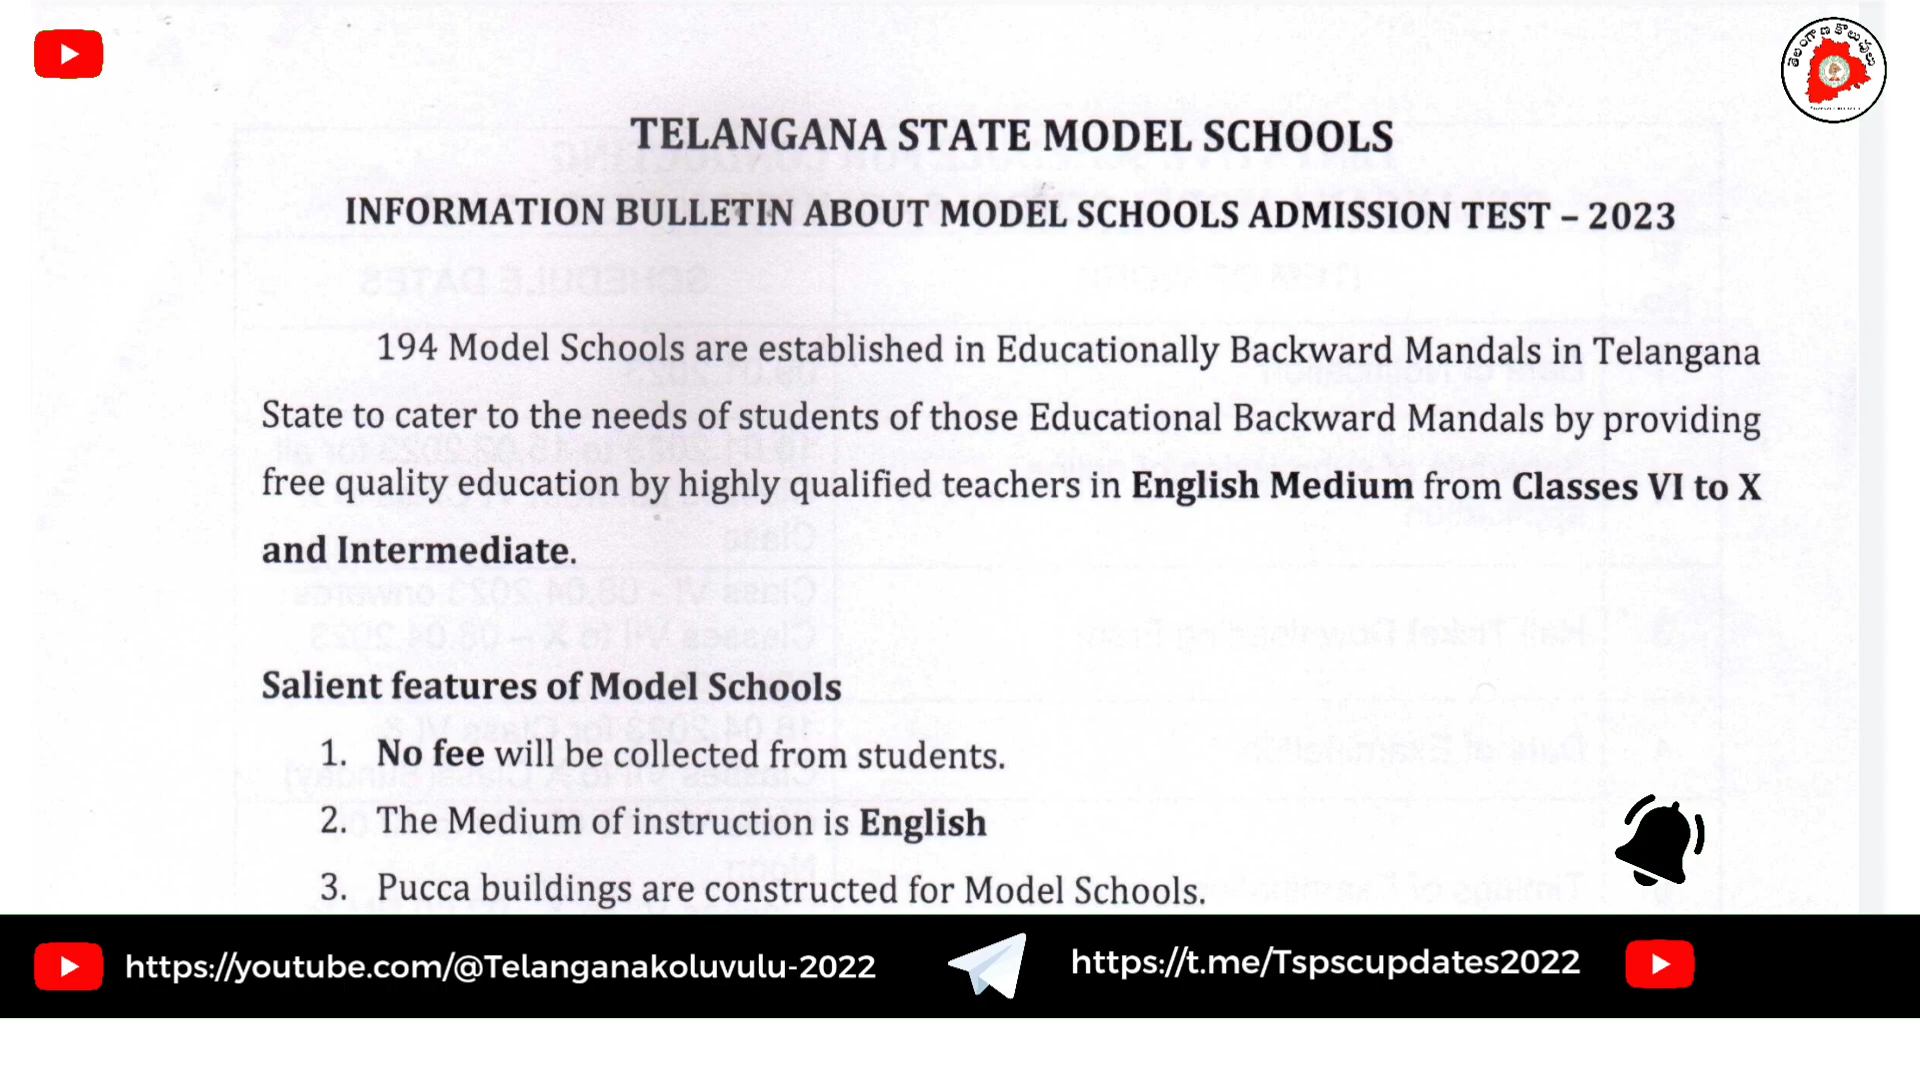 తెలంగాణ కొలువులు
TELANGANA STATE MODEL SCHOOLS
INFORMATION BULLETIN ABOUT MODEL SCHOOLS ADMISSION TEST – 2023
194 Model Schools are established in Educationally Backward Mandals in Telangana
State to cater to the needs of students of those Educational Backward Mandals by providing
free quality education by highly qualified teachers in English Medium from Classes VI to X
and Intermediate.
Salient features of Model Schools
1. No fee will be collected from students.
2. The Medium of instruction is English
3. Pucca buildings are constructed for Model Schools.
https://youtube.com/@Telanganakoluvulu-2022
https://t.me/Tspscupdates2022